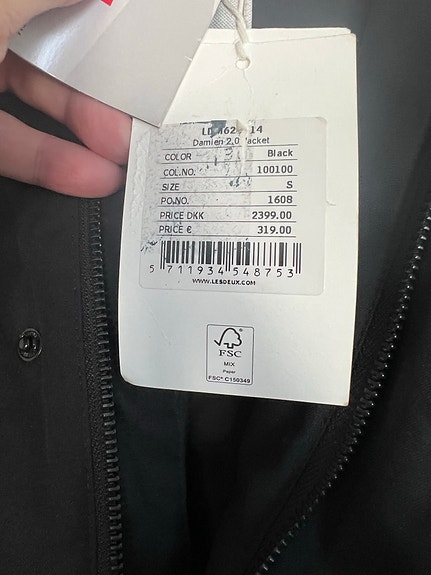 Damien 2.0 Jacket
COLOR Black
COL.NO. 100100
SIZE S
PO.NO. 1608
PRICE DKK 2399.00
PRICE € 319.00
5 711934 548753
WWW.LESDEUX.COM
FSC
MIX
Paper
FSC® C150349